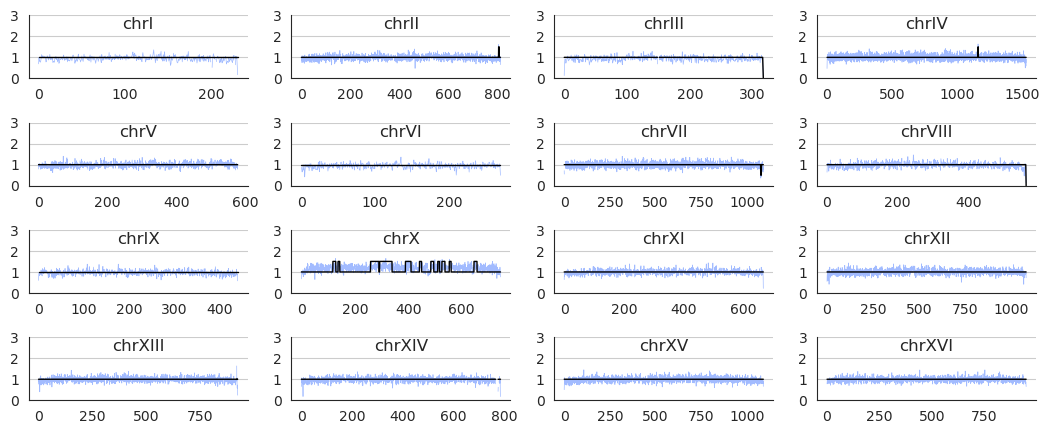 3 chrI 3 chrII 3 chrIII 3 chrIV
2 2 2 2
1 1 1 1
0 0 0 0
0 100 200 0 200 400 600 800 0 100 200 300 0 500 1000 1500
3 chrV 3 chrVI 3 chrVII 3 chrVIII
2 2 2 2
1 1 1 1
0 0 0 0
0 200 400 600 0 100 200 0 250 500 750 1000 0 200 400
3 chrIX 3 chrX 3 chrXI 3 chrXII
2 2 2 2
1 1 1 1
0 0 0 0
0 100 200 300 400 0 200 400 600 0 200 400 600 0 250 500 750 1000
3 chrXIII 3 chrXIV 3 chrXV 3 chrXVI
2 2 2 2
1 1 1 1
0 0 0 0
0 250 500 750 0 200 400 600 800 0 250 500 750 1000 0 250 500 750